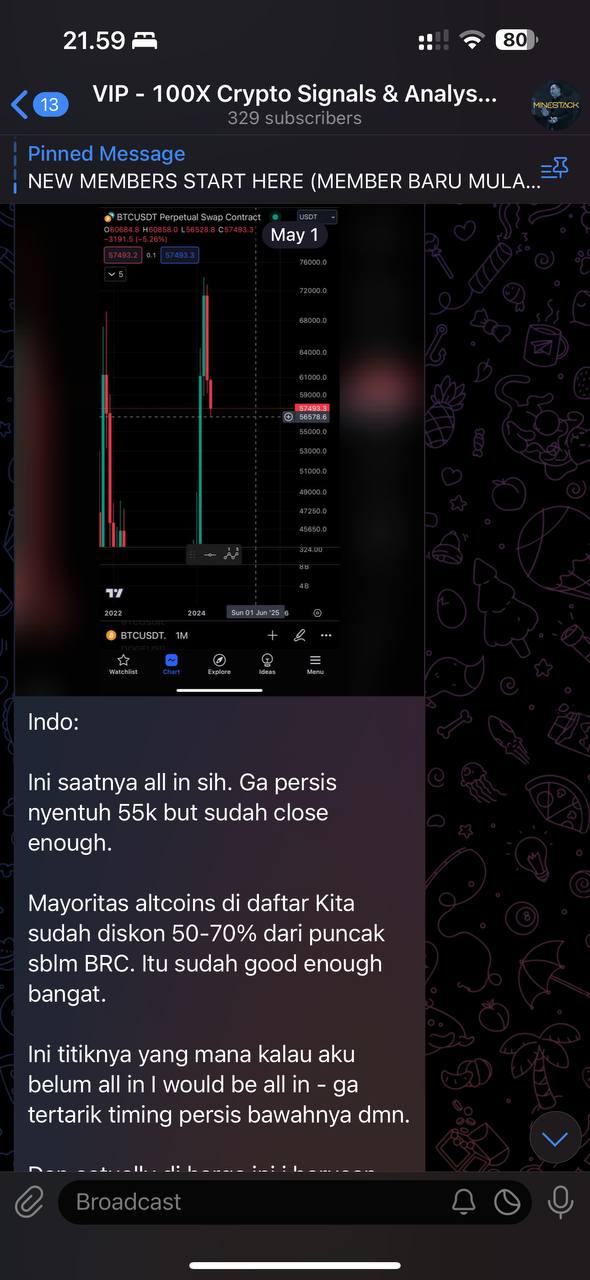 21.59
80
13
VIP - 100X Crypto Signals & Analys...
329 subscribers
MINESTACK
Pinned Message
NEW MEMBERS START HERE (MEMBER BARU MULA...
BTCUSDT Perpetual Swap Contract
USDT
O60684.8 H60858.0 L56528.8 C57493.3
−3191.5 (−5.26%)
May 1
57493.2
0.1
57493.3
5
76000.0
72000.0
68000.0
64000.0
61000.0
59000.0
57493.3
56578.6
55000.0
53000.0
51000.0
49000.0
47250.0
45650.0
324.00
8B
4B
2022
2024
Sun 01 Jun '25
6
BTCUSDT.
1M
Watchlist
Chart
Explore
Ideas
Menu
Indo:
Ini saatnya all in sih. Ga persis
nyentuh 55k but sudah close
enough.
Mayoritas altcoins di daftar Kita
sudah diskon 50-70% dari puncak
sblm BRC. Itu sudah good enough
bangat.
Ini titiknya yang mana kalau aku
belum all in I would be all in - ga
tertarik timing persis bawahnya dmn.
Broadcast